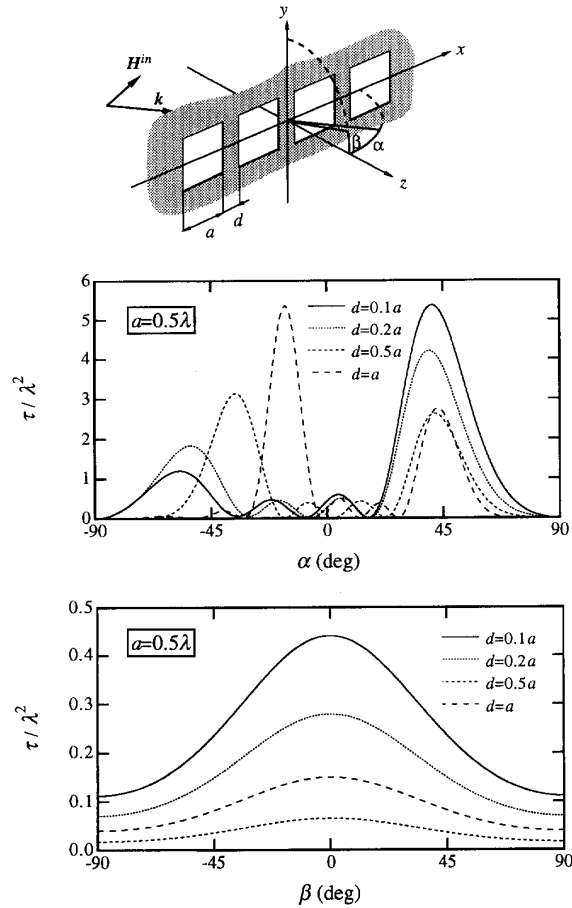 y
x
H^in
k
β
α
z
a
d
6
5
4
3
2
1
0
τ / λ²
a=0.5λ
d=0.1a
d=0.2a
d=0.5a
d=a
-90 -45 0 45 90
α (deg)
0.5
0.4
0.3
0.2
0.1
0.0
τ / λ²
a=0.5λ
d=0.1a
d=0.2a
d=0.5a
d=a
-90 -45 0 45 90
β (deg)